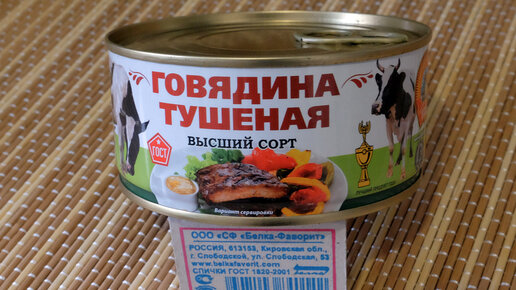 ГОВЯДИНА
ТУШЕНАЯ
ВЫСШИЙ СОРТ
ГОСТ
Вариант сервировки
ООО «СФ «Белка-Фаворит»
РОССИЯ, 613153, Кировская обл.,
г. Слободской, ул. Слободская, 53
www.belkafavorit.com
СПИЧКИ ГОСТ 1820-2001